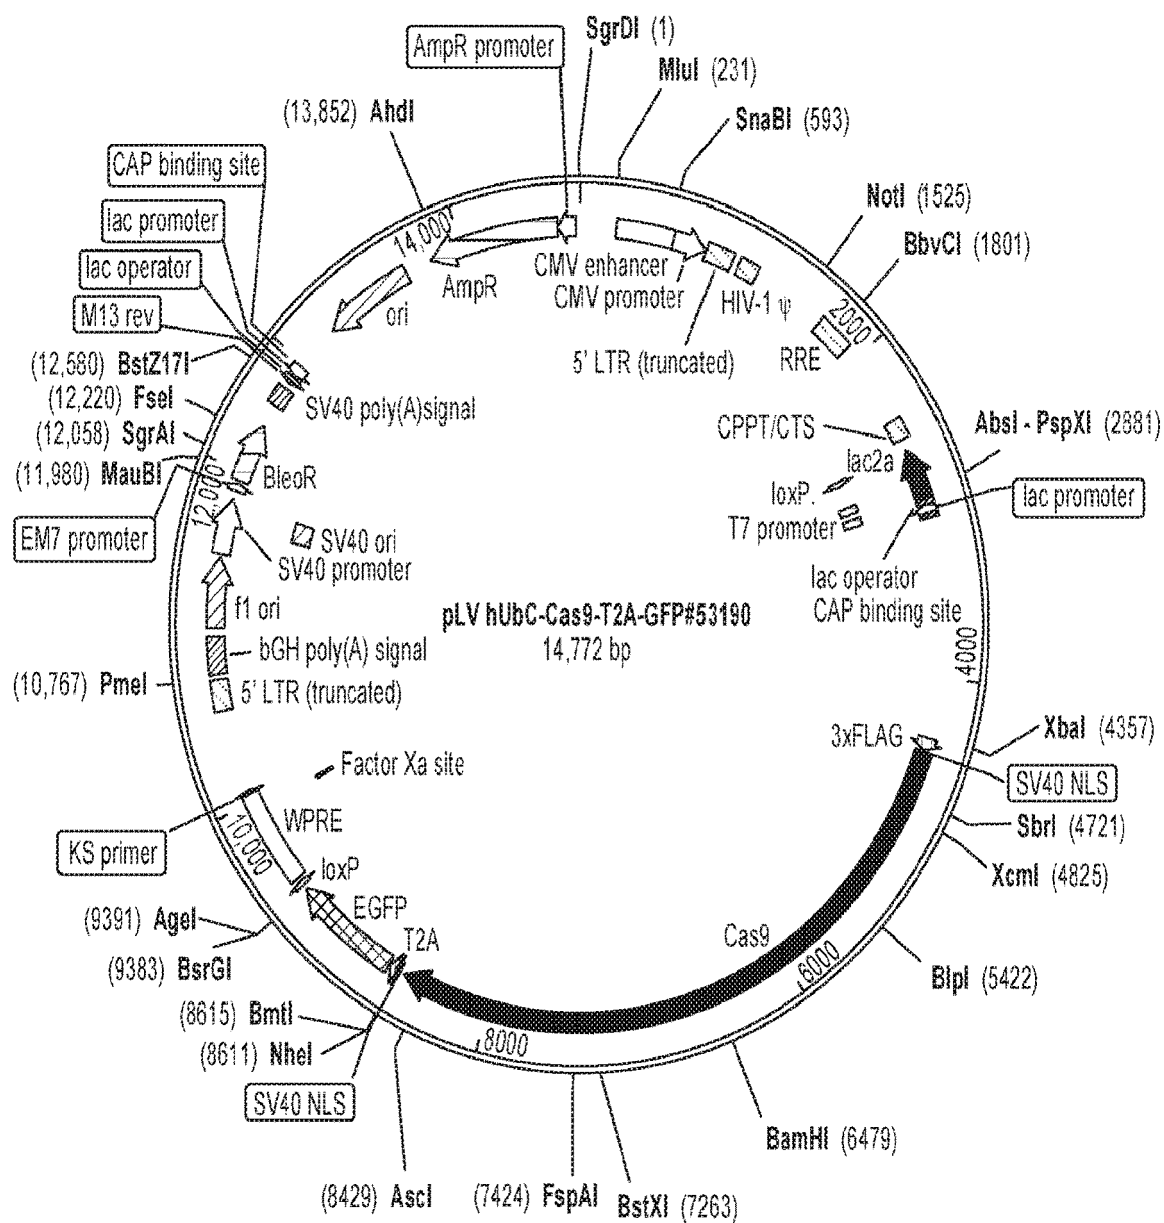 SgrDI (1)
AmpR promoter
MluI (231)
SnaBI (593)
(13,852) AhdI
CAP binding site
NotI (1525)
lac promoter
BbvCI (1801)
14,000
CMV enhancer
lac operator
AmpR
CMV promoter
HIV-1 ψ
M13 rev
ori
2000
5' LTR (truncated)
RRE
(12,580) BstZ17I
(12,220) FseI
SV40 poly(A)signal
(12,058) SgrAI
CPPT/CTS
AbsI - PspXI (2881)
(11,980) MauBI
BleoR
lac2a
12,000
loxP.
lac promoter
EM7 promoter
SV40 ori
T7 promoter
SV40 promoter
lac operator
f1 ori
CAP binding site
pLV hUbC-Cas9-T2A-GFP#53190
14,772 bp
bGH poly(A) signal
4000
(10,767) PmeI
5' LTR (truncated)
3xFLAG
XbaI (4357)
Factor Xa site
SV40 NLS
WPRE
SbrI (4721)
KS primer
10,000
loxP
XcmI (4825)
(9391) AgeI
EGFP
T2A
Cas9
(9383) BsrGI
6000
BlpI (5422)
(8615) BmtI
8000
(8611) NheI
SV40 NLS
BamHI (6479)
(8429) AscI
(7424) FspAI
BstXI (7263)